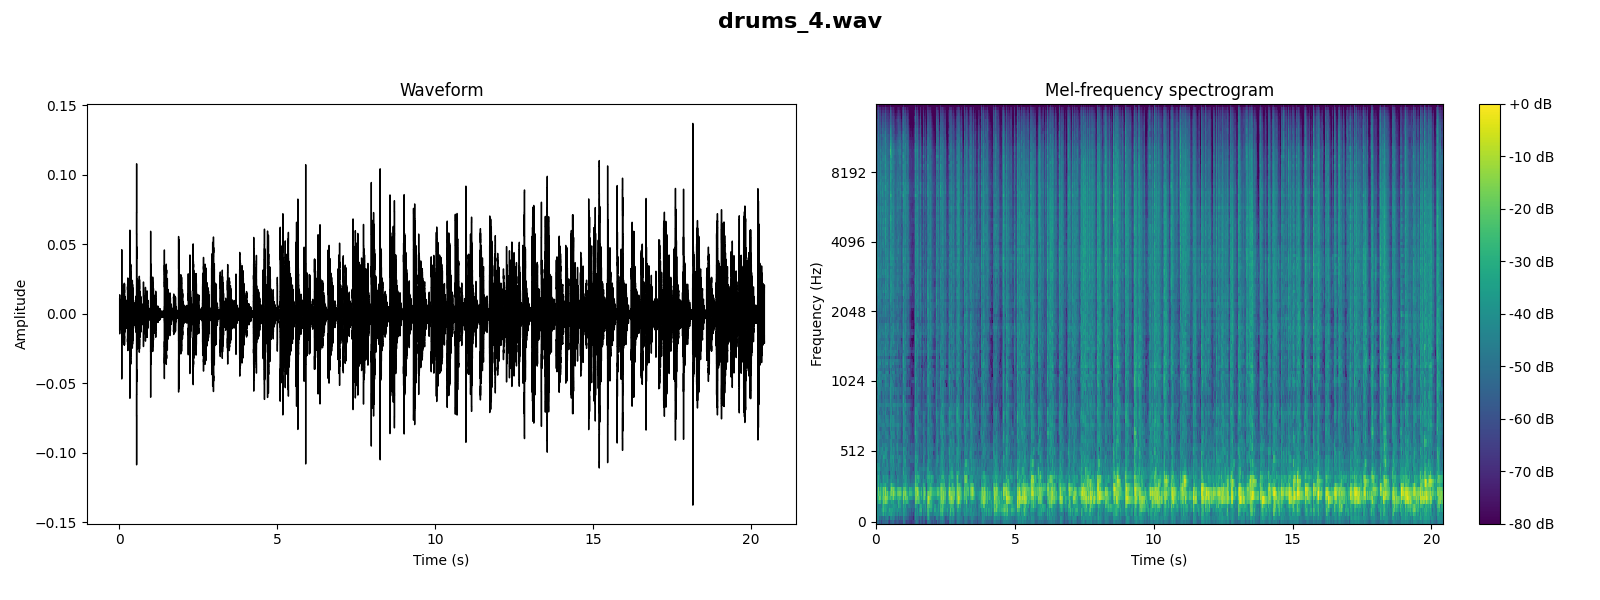 drums_4.wav
Waveform
Mel-frequency spectrogram
0.15
0.10
0.05
0.00
−0.05
−0.10
−0.15
Amplitude
0
5
10
15
20
Time (s)
8192
4096
2048
1024
512
0
Frequency (Hz)
0
5
10
15
20
Time (s)
+0 dB
-10 dB
-20 dB
-30 dB
-40 dB
-50 dB
-60 dB
-70 dB
-80 dB